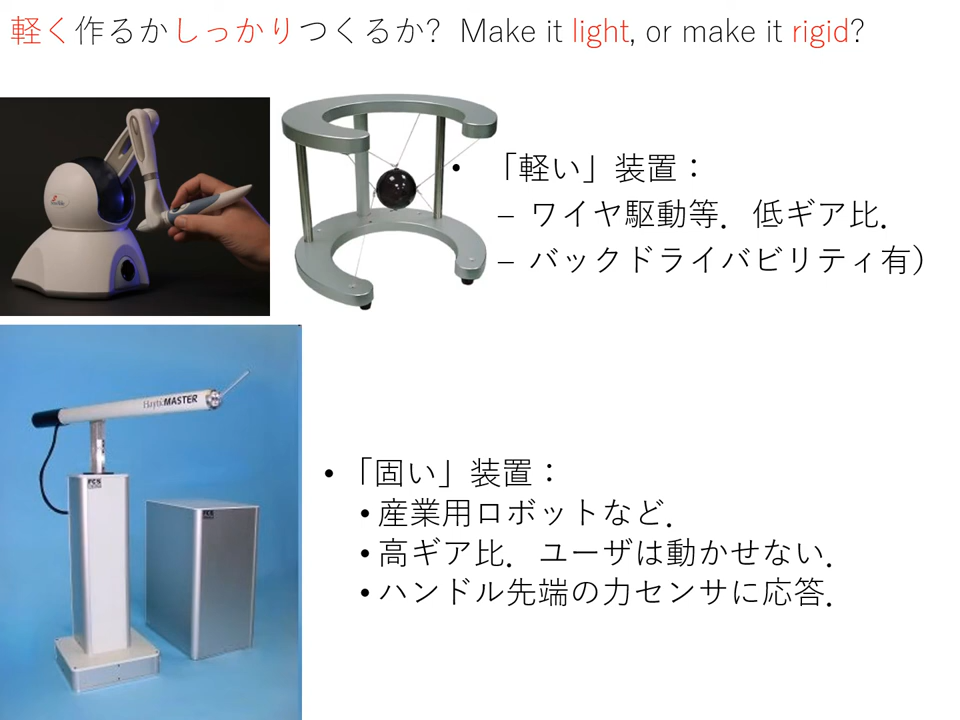 軽く作るかしっかりつくるか? Make it light, or make it rigid?
• 「軽い」装置：
– ワイヤ駆動等．低ギア比．
– バックドライバビリティ有）
HapticMASTER
FCS
FCS
• 「固い」装置：
• 産業用ロボットなど．
• 高ギア比．ユーザは動かせない．
• ハンドル先端の力センサに応答．